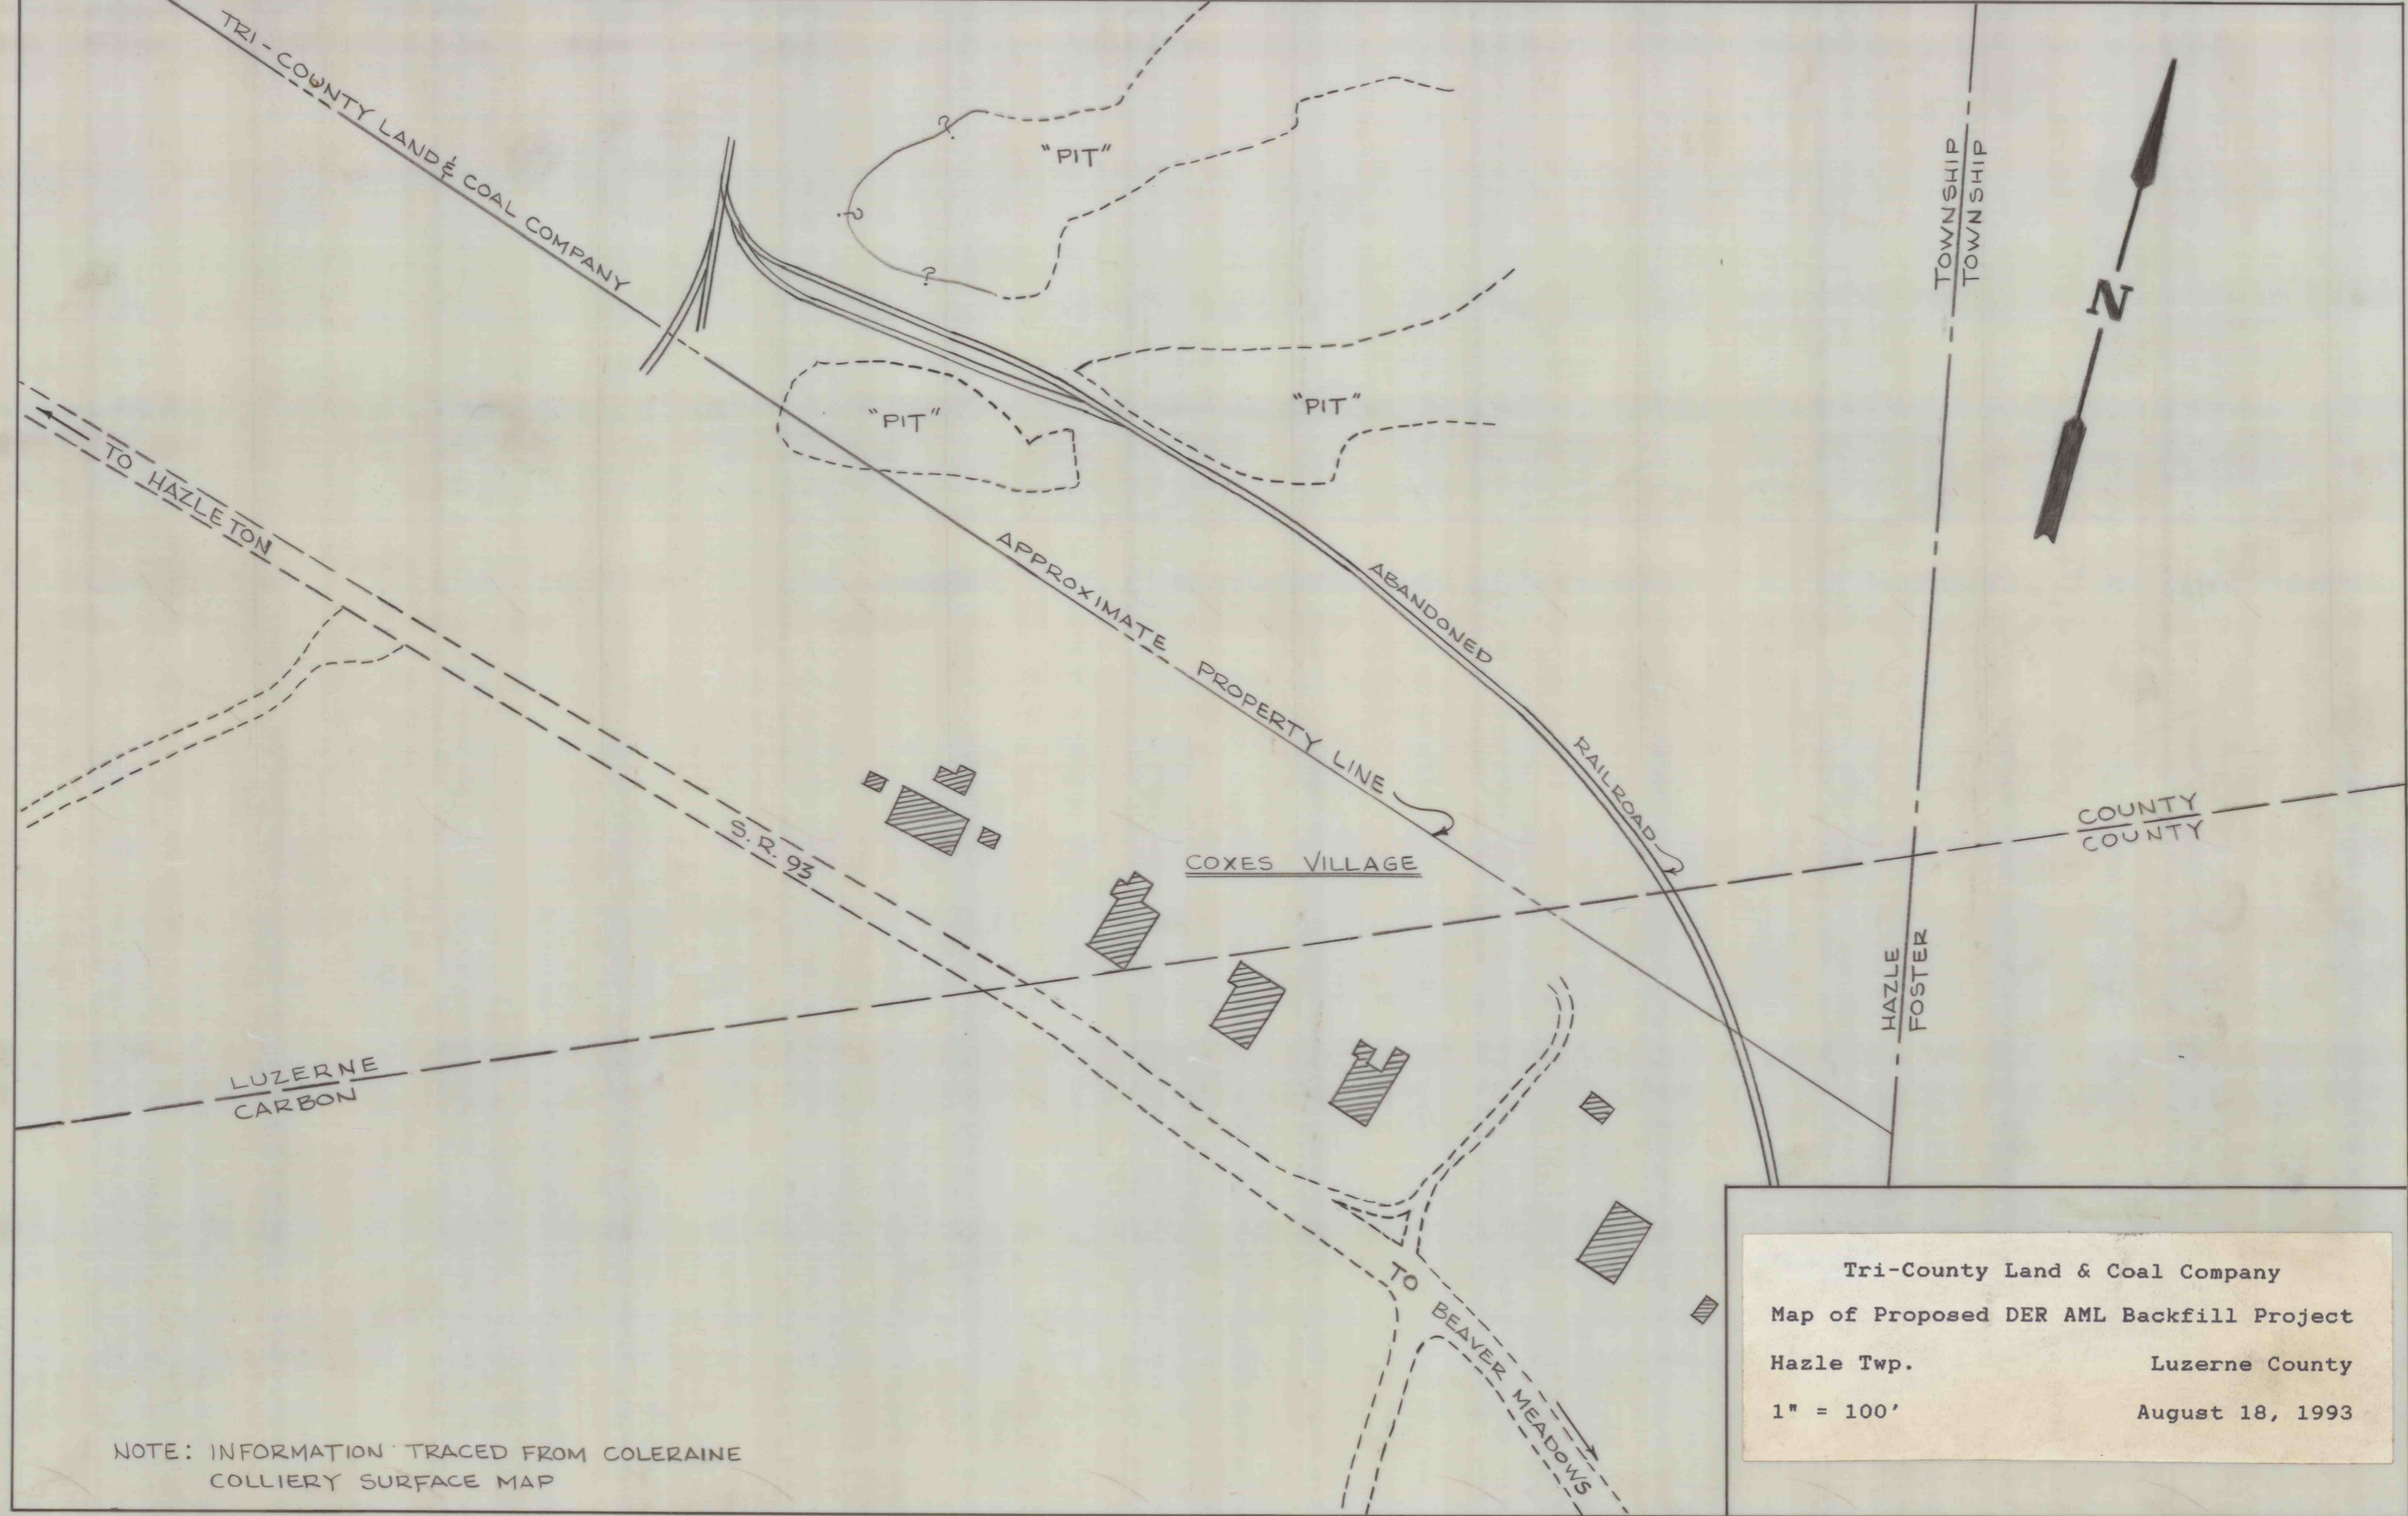 TRI-COUNTY LAND & COAL COMPANY
?
?
?
"PIT"
"PIT"
"PIT"
TOWNSHIP
TOWNSHIP
N
TO HAZLETON
APPROXIMATE PROPERTY LINE
ABANDONED RAILROAD
S.R. 93
COXES VILLAGE
COUNTY
COUNTY
HAZLE
FOSTER
LUZERNE
CARBON
TO BEAVER MEADOWS
NOTE: INFORMATION TRACED FROM COLERAINE
COLLIERY SURFACE MAP
Tri-County Land & Coal Company
Map of Proposed DER AML Backfill Project
Hazle Twp. Luzerne County
1" = 100' August 18, 1993